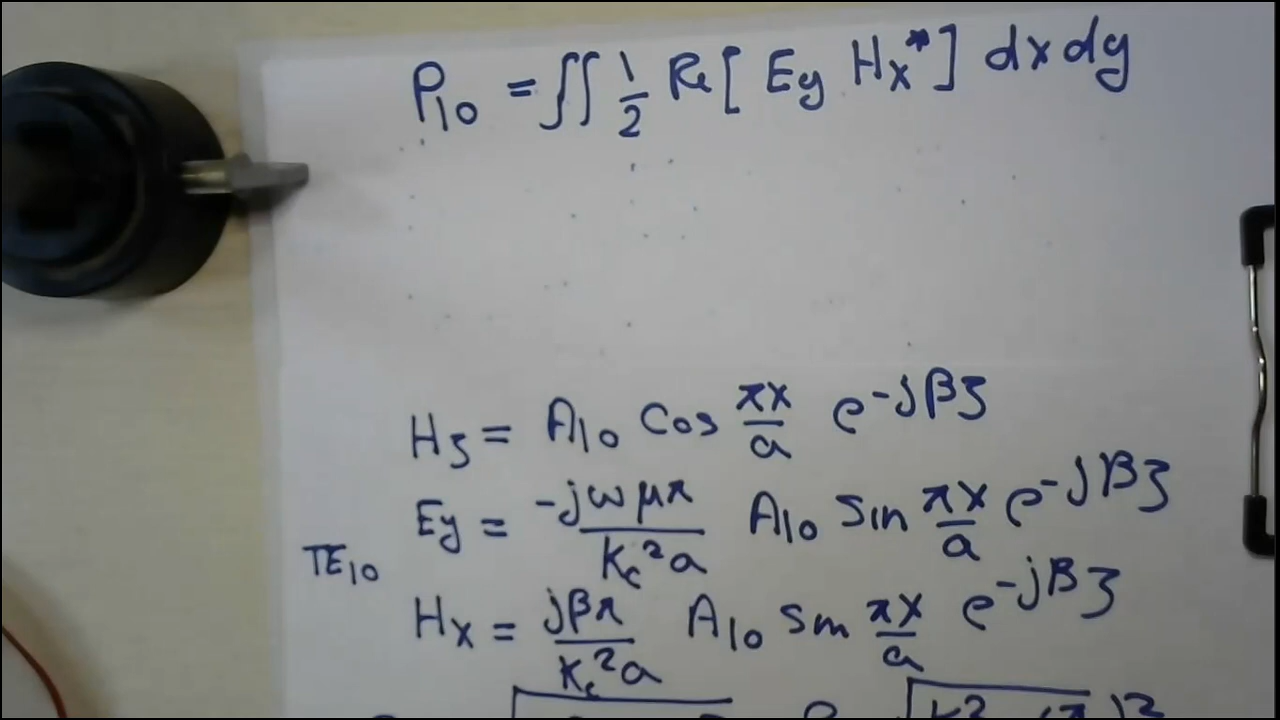 P₁₀ = ∬ 1/2 Re[ Ey Hx* ] dx dy
Hz = A₁₀ cos πx/a e^-jβz
Ey = -jωμπ/kc²a A₁₀ sin πx/a e^-jβz
TE₁₀
Hx = jβπ/kc²a A₁₀ sin πx/a e^-jβz